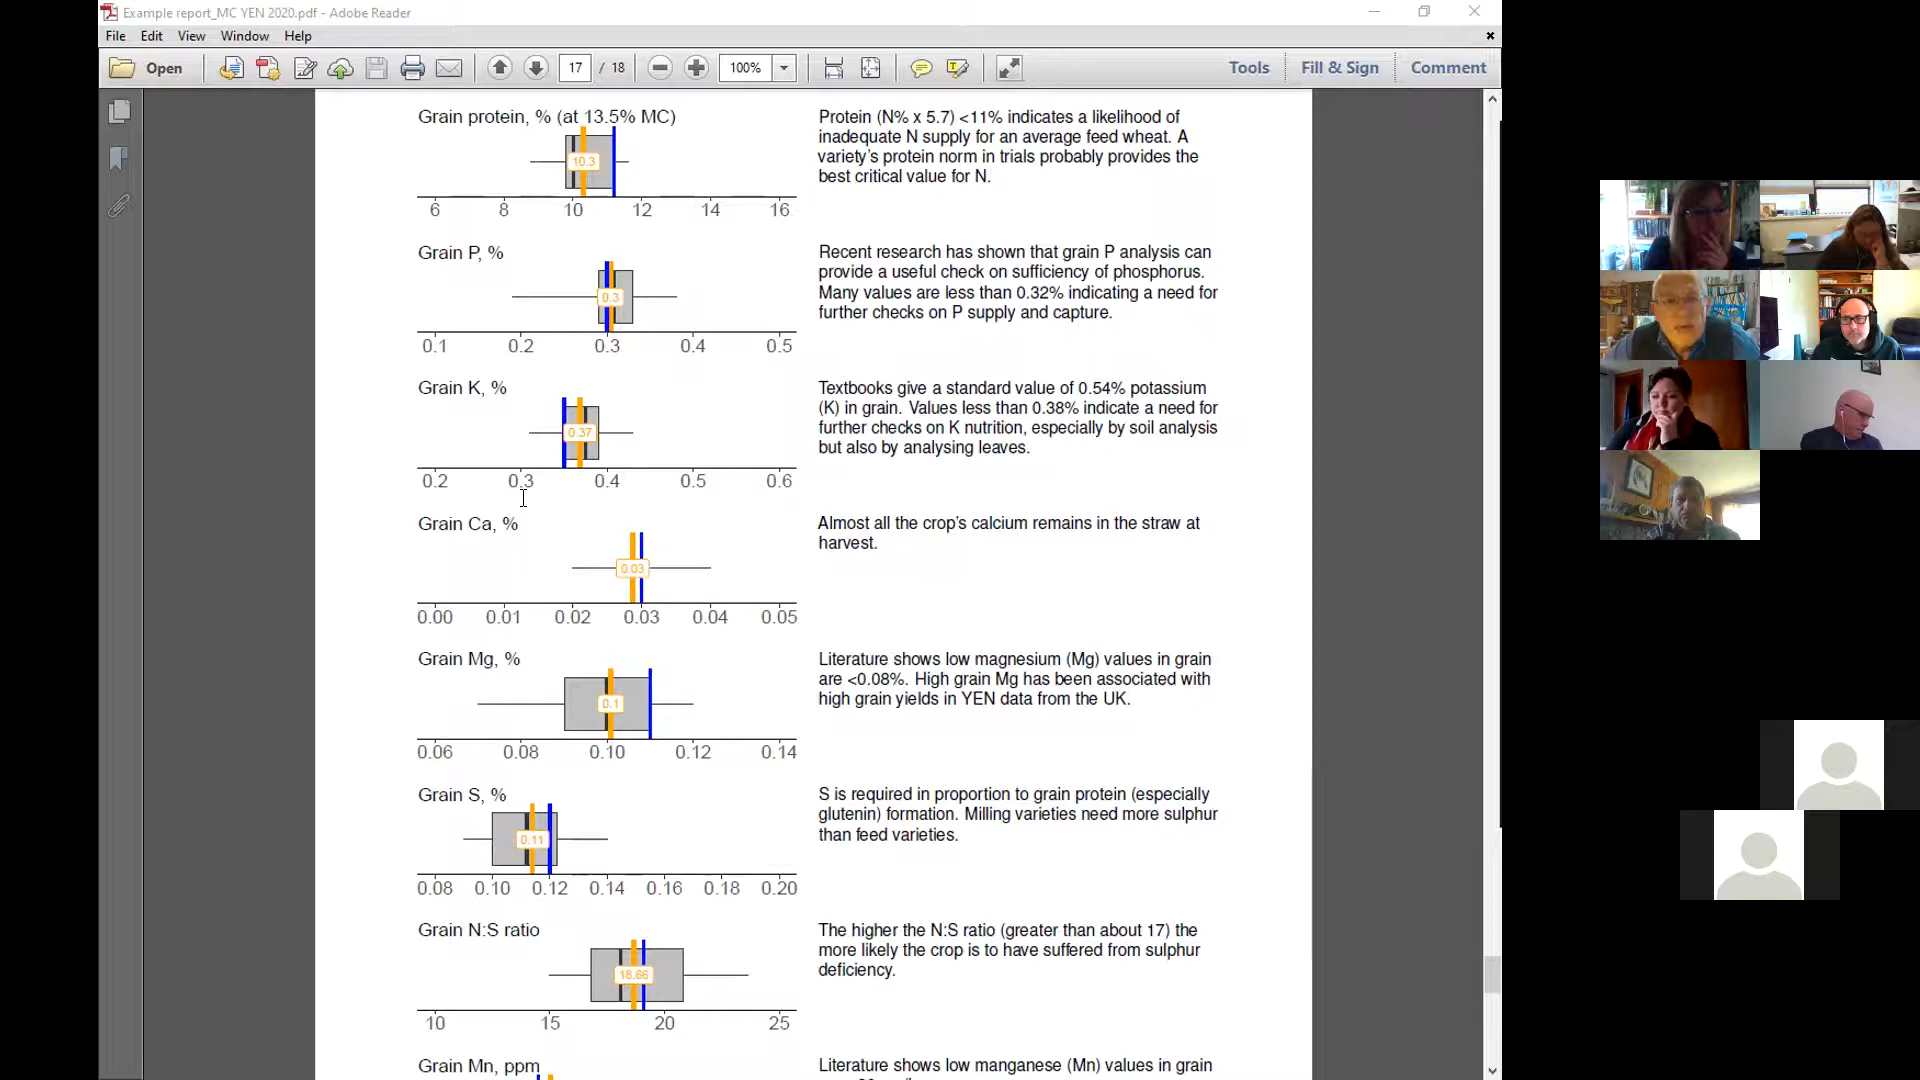 Example report_MC YEN 2020.pdf - Adobe Reader
File Edit View Window Help
Open 17 / 18 100% Tools Fill & Sign Comment
Grain protein, % (at 13.5% MC)
10.3
6 8 10 12 14 16
Protein (N% x 5.7) <11% indicates a likelihood of
inadequate N supply for an average feed wheat. A
variety's protein norm in trials probably provides the
best critical value for N.
Grain P, %
0.3
0.1 0.2 0.3 0.4 0.5
Recent research has shown that grain P analysis can
provide a useful check on sufficiency of phosphorus.
Many values are less than 0.32% indicating a need for
further checks on P supply and capture.
Grain K, %
0.37
0.2 0.3 0.4 0.5 0.6
Textbooks give a standard value of 0.54% potassium
(K) in grain. Values less than 0.38% indicate a need for
further checks on K nutrition, especially by soil analysis
but also by analysing leaves.
Grain Ca, %
0.03
0.00 0.01 0.02 0.03 0.04 0.05
Almost all the crop's calcium remains in the straw at
harvest.
Grain Mg, %
0.1
0.06 0.08 0.10 0.12 0.14
Literature shows low magnesium (Mg) values in grain
are <0.08%. High grain Mg has been associated with
high grain yields in YEN data from the UK.
Grain S, %
0.11
0.08 0.10 0.12 0.14 0.16 0.18 0.20
S is required in proportion to grain protein (especially
glutenin) formation. Milling varieties need more sulphur
than feed varieties.
Grain N:S ratio
18.66
10 15 20 25
The higher the N:S ratio (greater than about 17) the
more likely the crop is to have suffered from sulphur
deficiency.
Grain Mn, ppm
Literature shows low manganese (Mn) values in grain